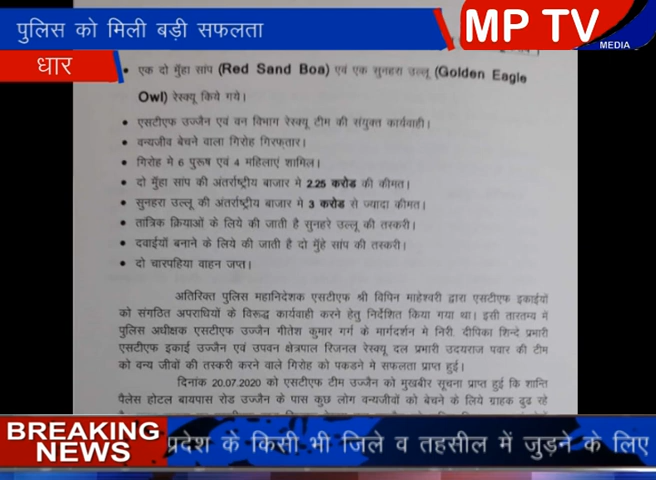 पुलिस को मिली बड़ी सफलता
MP TV
MEDIA
धार
• एक दो मुँहा सांप (Red Sand Boa) एवं एक सुनहरा उल्लू (Golden Eagle
Owl) रेस्क्यू किये गये।
• एसटीएफ उज्जैन एवं वन विभाग रेस्क्यू टीम की संयुक्त कार्यवाही।
• वन्यजीव बेचने वाला गिरोह गिरफ्तार।
• गिरोह मे 6 पुरूष एवं 4 महिलाएं शामिल।
• दो मुँहा सांप की अंतर्राष्ट्रीय बाजार मे 2.25 करोड की कीमत।
• सुनहरा उल्लू की अंतर्राष्ट्रीय बाजार मे 3 करोड से ज्यादा कीमत।
• तांत्रिक क्रियाओं के लिये की जाती है सुनहरे उल्लू की तस्करी।
• दवाईयाँ बनाने के लिये की जाती है दो मुँहे सांप की तस्करी।
• दो चारपहिया वाहन जप्त।
अतिरिक्त पुलिस महानिदेशक एसटीएफ श्री विपिन माहेश्वरी द्वारा एसटीएफ इकाईयों
को संगठित अपराधियों के विरूद्ध कार्यवाही करने हेतु निर्देशित किया गया था। इसी तारतम्य में
पुलिस अधीक्षक एसटीएफ उज्जैन गीतेश कुमार गर्ग के मार्गदर्शन मे निरी. दीपिका शिन्दे प्रभारी
एसटीएफ इकाई उज्जैन एवं उपवन क्षेत्रपाल रिजनल रेस्क्यू दल प्रभारी उदयराज पवार की टीम
को वन्य जीवों की तस्करी करने वाले गिरोह को पकडने मे सफलता प्राप्त हुई।
दिनांक 20.07.2020 को एसटीएफ टीम उज्जैन को मुखबीर सूचना प्राप्त हुई कि शान्ति
पैलेस होटल बायपास रोड उज्जैन के पास कुछ लोग वन्यजीवों को बेचने के लिये ग्राहक ढुढ रहे
BREAKING
NEWS
प्रदेश के किसी भी जिले व तहसील में जुड़ने के लिए